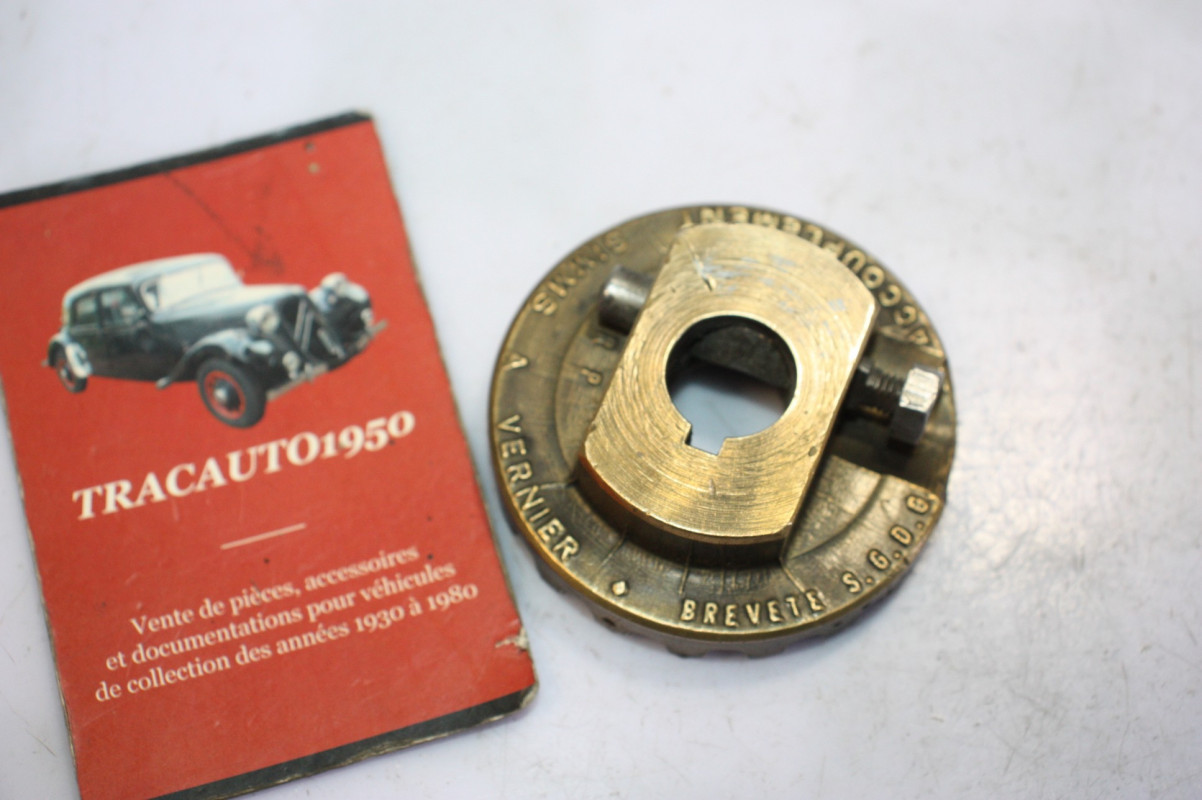 TRACAUTO1950
Vente de pièces, accessoires
et documentations pour véhicules
de collection des années 1930 à 1980
ACCOUPLEMENT
A VERNIER
BREVETE S.G.D.G.
R P